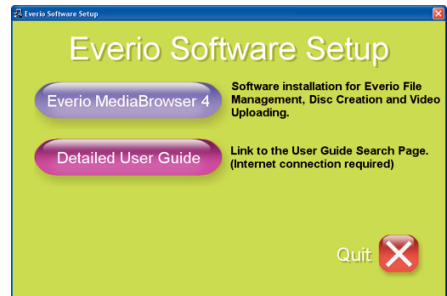 Everio Software Setup
Everio Software Setup
Everio MediaBrowser 4
Software installation for Everio File
Management, Disc Creation and Video
Uploading.
Detailed User Guide
Link to the User Guide Search Page.
(Internet connection required)
Quit